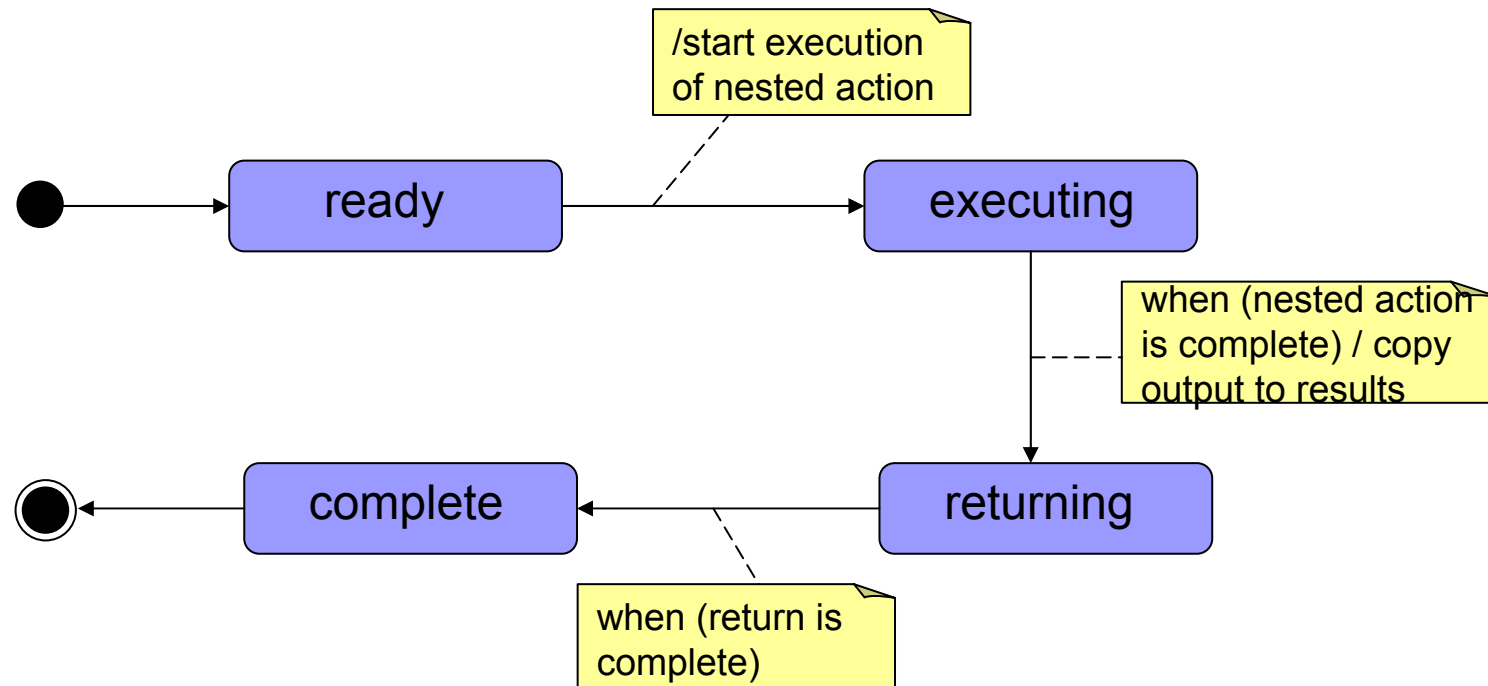 /start execution
of nested action
ready
executing
when (nested action
is complete) / copy
output to results
complete
returning
when (return is
complete)